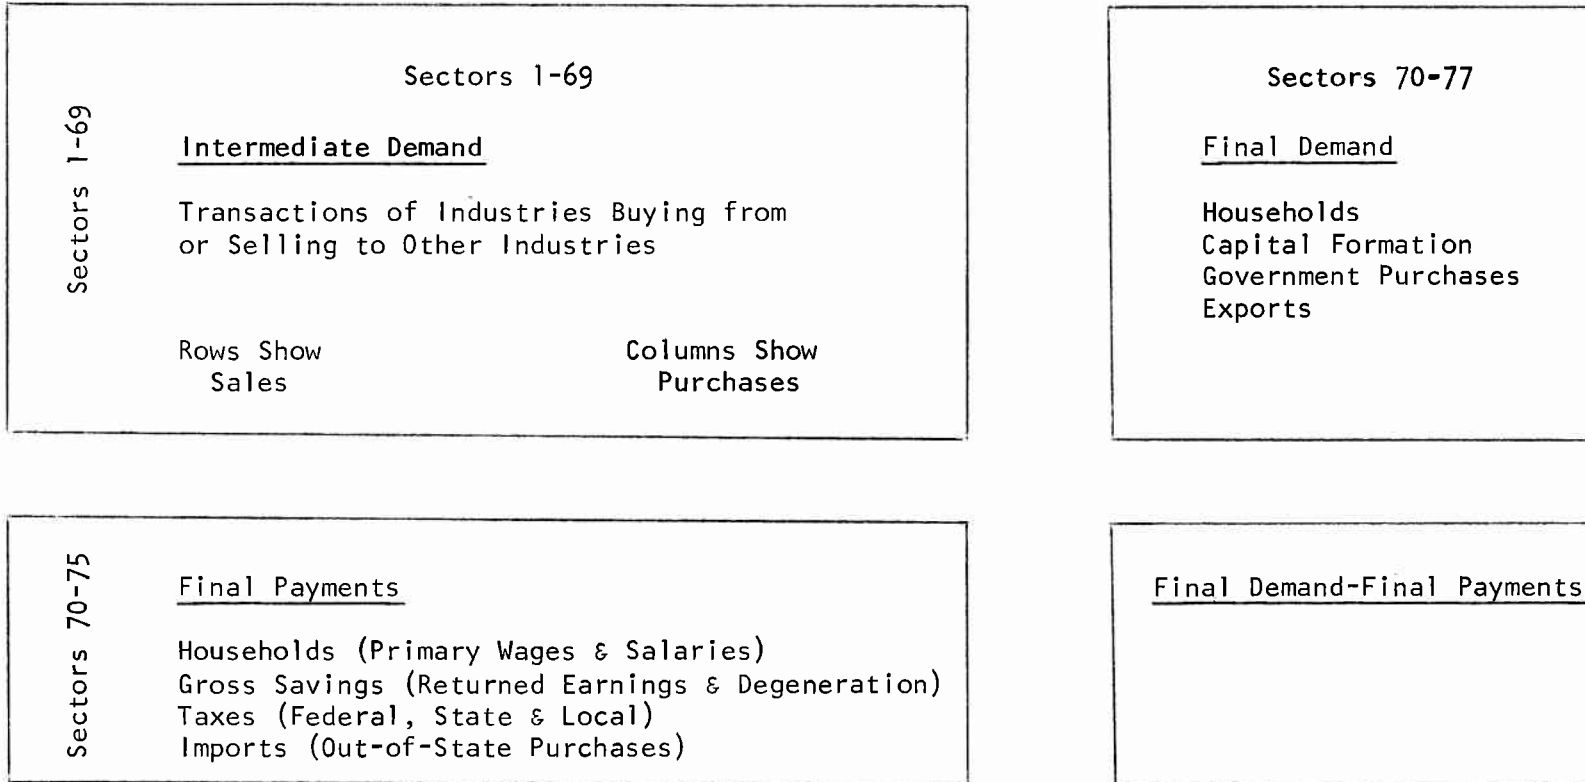 Sectors 1-69
Sectors 1-69
Intermediate Demand
Transactions of Industries Buying from
or Selling to Other Industries
Rows Show
Sales
Columns Show
Purchases
Sectors 70-77
Final Demand
Households
Capital Formation
Government Purchases
Exports
Sectors 70-75
Final Payments
Households (Primary Wages & Salaries)
Gross Savings (Returned Earnings & Degeneration)
Taxes (Federal, State & Local)
Imports (Out-of-State Purchases)
Final Demand-Final Payments